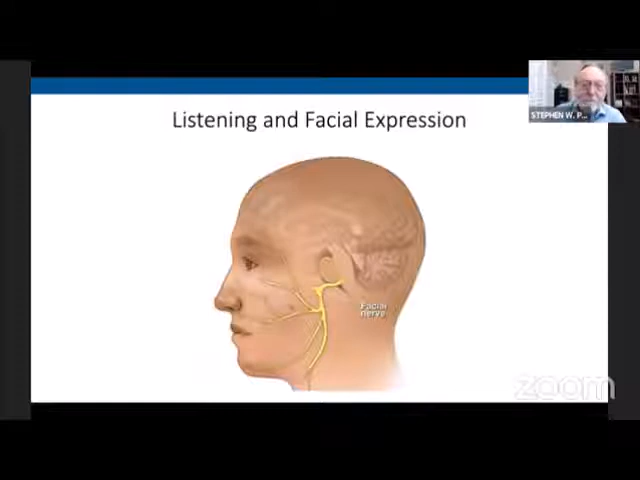 Listening and Facial Expression
STEPHEN W. P...
Facial
nerve
zoom